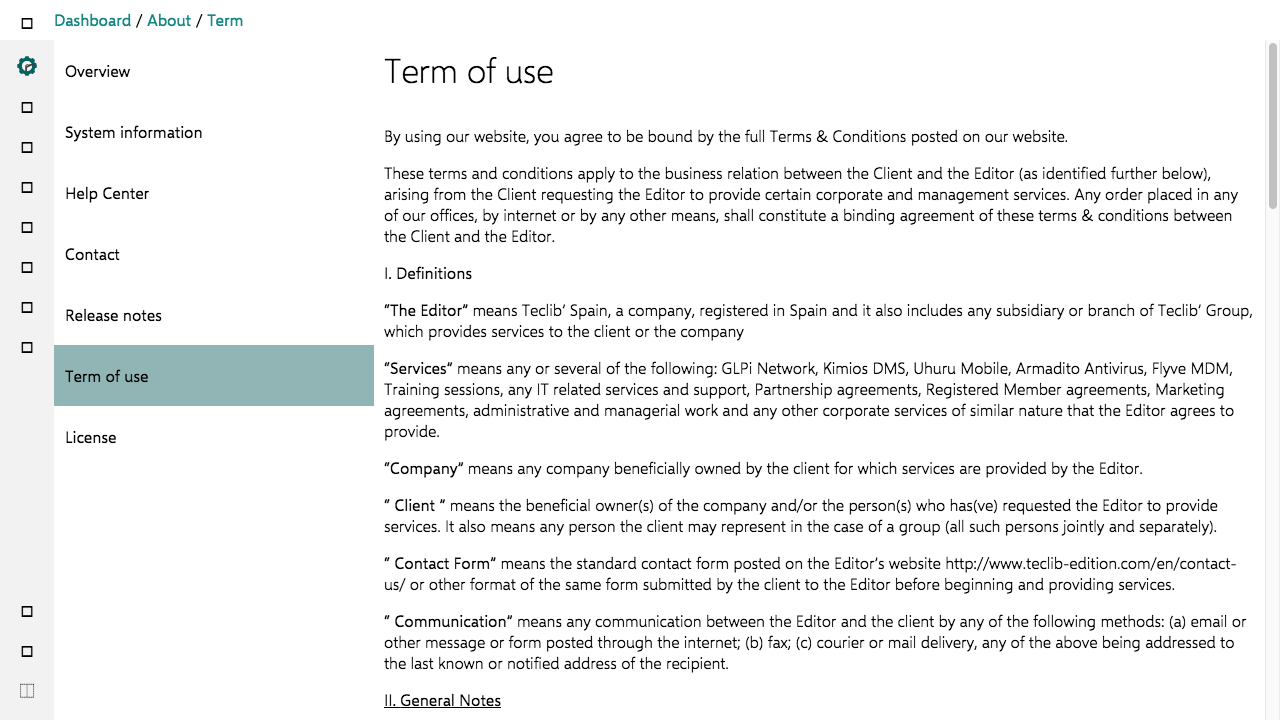 Dashboard / About / Term
Overview
System information
Help Center
Contact
Release notes
Term of use
License
Term of use
By using our website, you agree to be bound by the full Terms & Conditions posted on our website.
These terms and conditions apply to the business relation between the Client and the Editor (as identified further below),
arising from the Client requesting the Editor to provide certain corporate and management services. Any order placed in any
of our offices, by internet or by any other means, shall constitute a binding agreement of these terms & conditions between
the Client and the Editor.
I. Definitions
“The Editor” means Teclib’ Spain, a company, registered in Spain and it also includes any subsidiary or branch of Teclib’ Group,
which provides services to the client or the company
“Services” means any or several of the following: GLPi Network, Kimios DMS, Uhuru Mobile, Armadito Antivirus, Flyve MDM,
Training sessions, any IT related services and support, Partnership agreements, Registered Member agreements, Marketing
agreements, administrative and managerial work and any other corporate services of similar nature that the Editor agrees to
provide.
“Company” means any company beneficially owned by the client for which services are provided by the Editor.
“ Client ” means the beneficial owner(s) of the company and/or the person(s) who has(ve) requested the Editor to provide
services. It also means any person the client may represent in the case of a group (all such persons jointly and separately).
“ Contact Form” means the standard contact form posted on the Editor’s website http://www.teclib-edition.com/en/contact-
us/ or other format of the same form submitted by the client to the Editor before beginning and providing services.
“ Communication” means any communication between the Editor and the client by any of the following methods: (a) email or
other message or form posted through the internet; (b) fax; (c) courier or mail delivery, any of the above being addressed to
the last known or notified address of the recipient.
II. General Notes